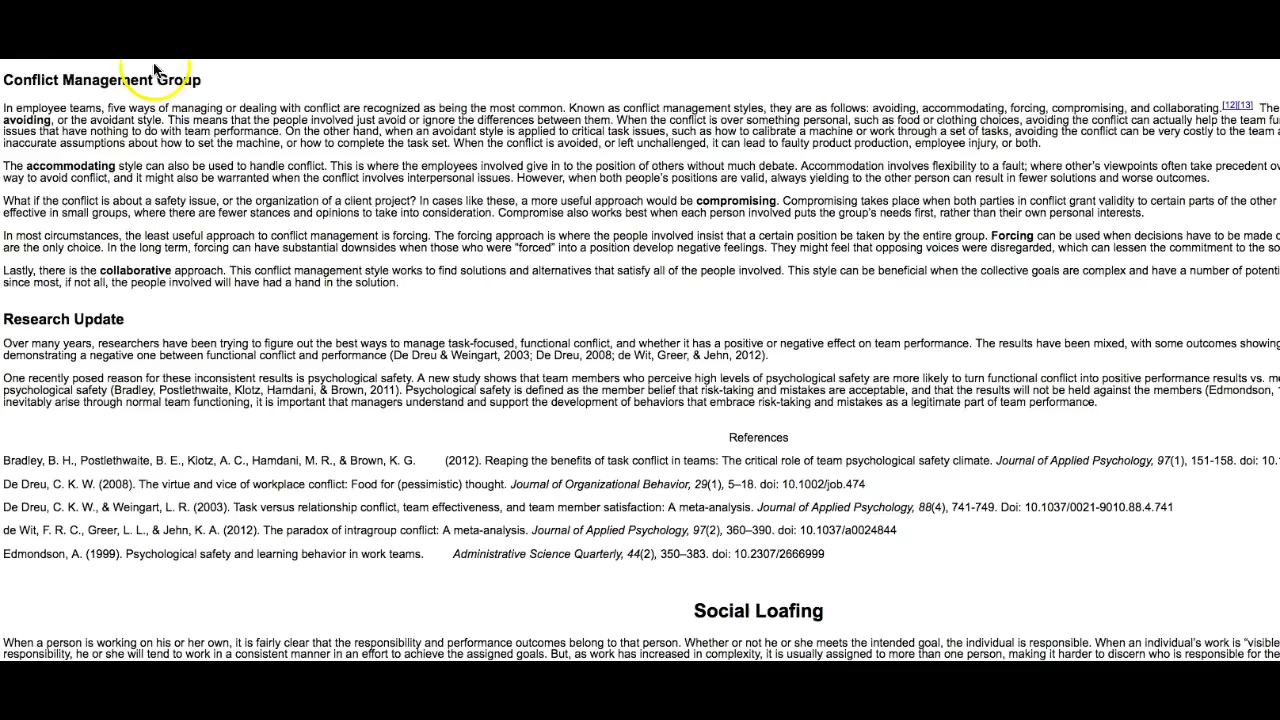 Conflict Management Group
In employee teams, five ways of managing or dealing with conflict are recognized as being the most common. Known as conflict management styles, they are as follows: avoiding, accommodating, forcing, compromising, and collaborating.[12][13] The
avoiding, or the avoidant style. This means that the people involved just avoid or ignore the differences between them. When the conflict is over something personal, such as food or clothing choices, avoiding the conflict can actually help the team fu
issues that have nothing to do with team performance. On the other hand, when an avoidant style is applied to critical task issues, such as how to calibrate a machine or work through a set of tasks, avoiding the conflict can be very costly to the team a
inaccurate assumptions about how to set the machine, or how to complete the task set. When the conflict is avoided, or left unchallenged, it can lead to faulty product production, employee injury, or both.
The accommodating style can also be used to handle conflict. This is where the employees involved give in to the position of others without much debate. Accommodation involves flexibility to a fault; where other's viewpoints often take precedent ov
way to avoid conflict, and it might also be warranted when the conflict involves interpersonal issues. However, when both people's positions are valid, always yielding to the other person can result in fewer solutions and worse outcomes.
What if the conflict is about a safety issue, or the organization of a client project? In cases like these, a more useful approach would be compromising. Compromising takes place when both parties in conflict grant validity to certain parts of the other
effective in small groups, where there are fewer stances and opinions to take into consideration. Compromise also works best when each person involved puts the group's needs first, rather than their own personal interests.
In most circumstances, the least useful approach to conflict management is forcing. The forcing approach is where the people involved insist that a certain position be taken by the entire group. Forcing can be used when decisions have to be made q
are the only choice. In the long term, forcing can have substantial downsides when those who were “forced” into a position develop negative feelings. They might feel that opposing voices were disregarded, which can lessen the commitment to the so
Lastly, there is the collaborative approach. This conflict management style works to find solutions and alternatives that satisfy all of the people involved. This style can be beneficial when the collective goals are complex and have a number of potenti
since most, if not all, the people involved will have had a hand in the solution.
Research Update
Over many years, researchers have been trying to figure out the best ways to manage task-focused, functional conflict, and whether it has a positive or negative effect on team performance. The results have been mixed, with some outcomes showing
demonstrating a negative one between functional conflict and performance (De Dreu & Weingart, 2003; De Dreu, 2008; de Wit, Greer, & Jehn, 2012).
One recently posed reason for these inconsistent results is psychological safety. A new study shows that team members who perceive high levels of psychological safety are more likely to turn functional conflict into positive performance results vs. me
psychological safety (Bradley, Postlethwaite, Klotz, Hamdani, & Brown, 2011). Psychological safety is defined as the member belief that risk-taking and mistakes are acceptable, and that the results will not be held against the members (Edmondson, 1
inevitably arise through normal team functioning, it is important that managers understand and support the development of behaviors that embrace risk-taking and mistakes as a legitimate part of team performance.
References
Bradley, B. H., Postlethwaite, B. E., Klotz, A. C., Hamdani, M. R., & Brown, K. G. (2012). Reaping the benefits of task conflict in teams: The critical role of team psychological safety climate. Journal of Applied Psychology, 97(1), 151-158. doi: 10.1
De Dreu, C. K. W. (2008). The virtue and vice of workplace conflict: Food for (pessimistic) thought. Journal of Organizational Behavior, 29(1), 5–18. doi: 10.1002/job.474
De Dreu, C. K. W., & Weingart, L. R. (2003). Task versus relationship conflict, team effectiveness, and team member satisfaction: A meta-analysis. Journal of Applied Psychology, 88(4), 741-749. Doi: 10.1037/0021-9010.88.4.741
de Wit, F. R. C., Greer, L. L., & Jehn, K. A. (2012). The paradox of intragroup conflict: A meta-analysis. Journal of Applied Psychology, 97(2), 360–390. doi: 10.1037/a0024844
Edmondson, A. (1999). Psychological safety and learning behavior in work teams. Administrative Science Quarterly, 44(2), 350–383. doi: 10.2307/2666999
Social Loafing
When a person is working on his or her own, it is fairly clear that the responsibility and performance outcomes belong to that person. Whether or not he or she meets the intended goal, the individual is responsible. When an individual's work is “visible
responsibility, he or she will tend to work in a consistent manner in an effort to achieve the assigned goals. But, as work has increased in complexity, it is usually assigned to more than one person, making it harder to discern who is responsible for the